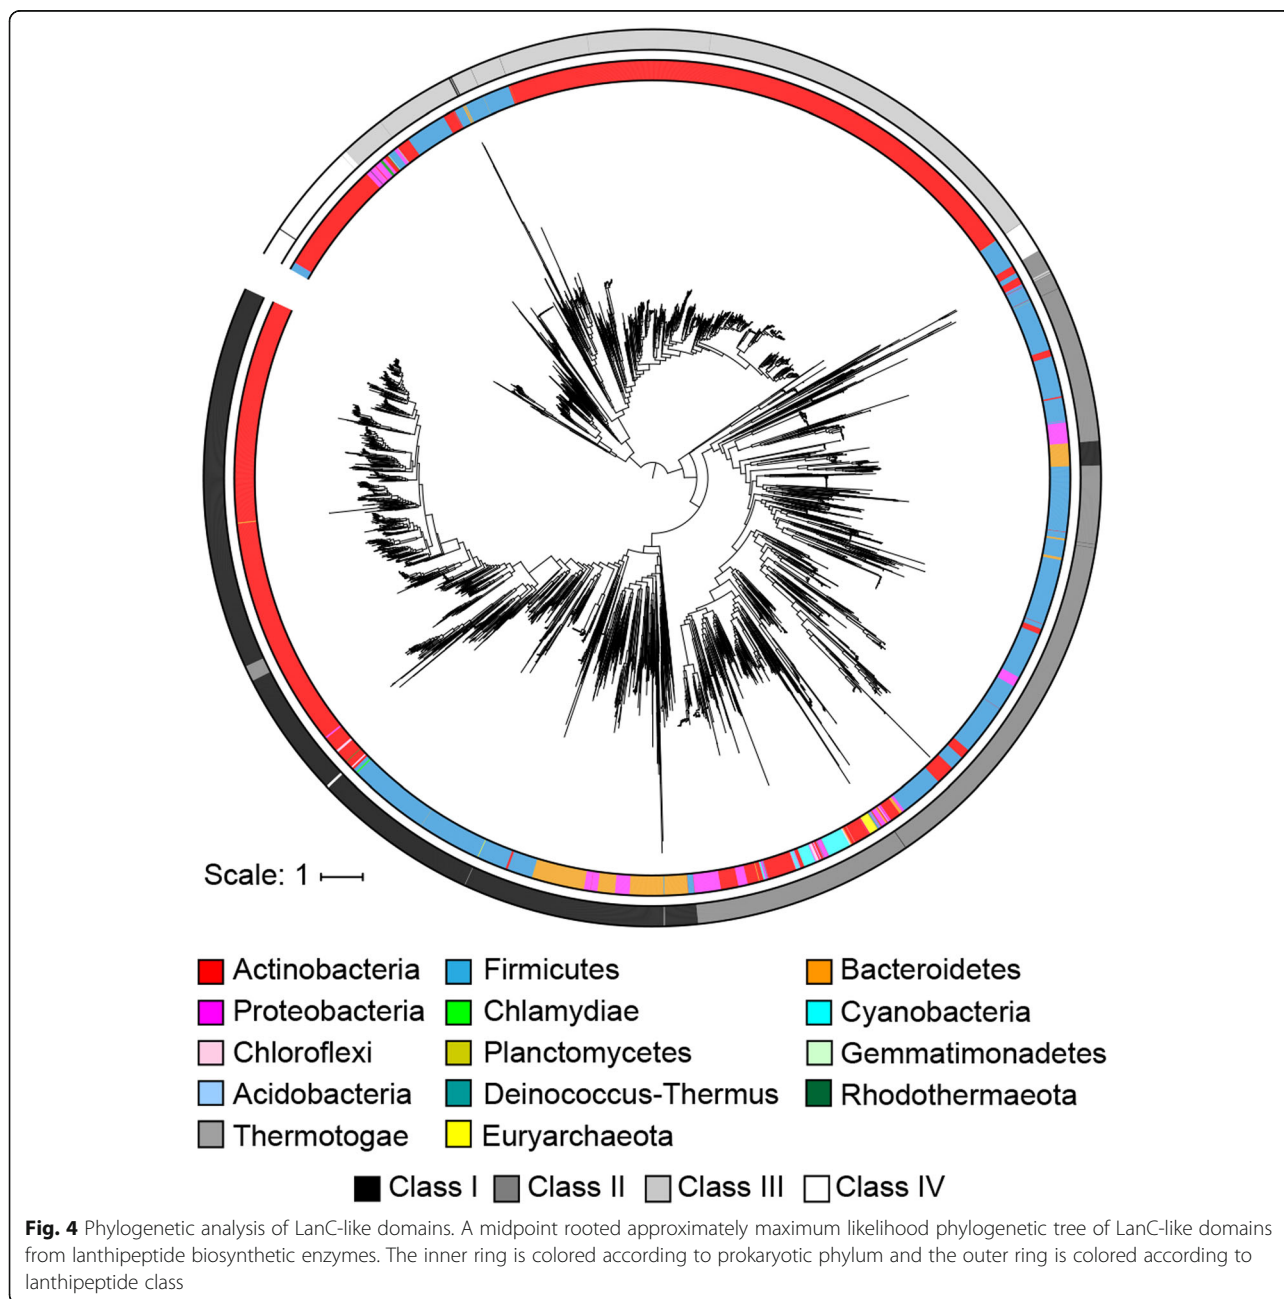 Scale: 1
Actinobacteria Firmicutes Bacteroidetes
Proteobacteria Chlamydiae Cyanobacteria
Chloroflexi Planctomycetes Gemmatimonadetes
Acidobacteria Deinococcus-Thermus Rhodothermaeota
Thermotogae Euryarchaeota
Class I Class II Class III Class IV
Fig. 4 Phylogenetic analysis of LanC-like domains. A midpoint rooted approximately maximum likelihood phylogenetic tree of LanC-like domains
from lanthipeptide biosynthetic enzymes. The inner ring is colored according to prokaryotic phylum and the outer ring is colored according to
lanthipeptide class